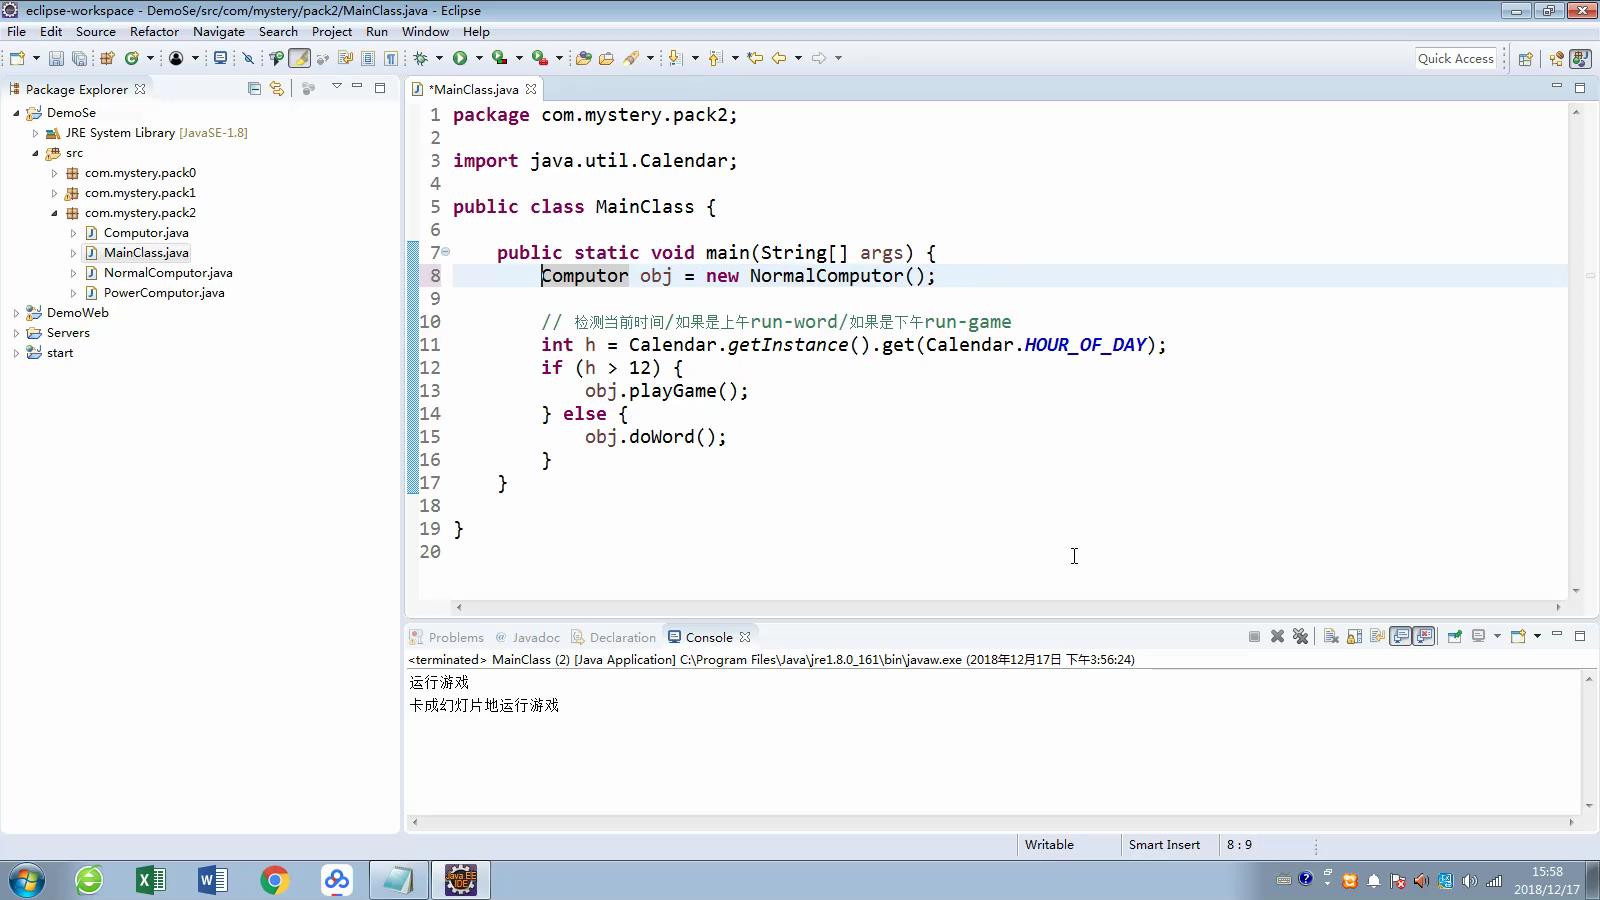 eclipse-workspace - DemoSe/src/com/mystery/pack2/MainClass.java - Eclipse
File Edit Source Refactor Navigate Search Project Run Window Help
Quick Access
Package Explorer
*MainClass.java
DemoSe
JRE System Library [JavaSE-1.8]
src
com.mystery.pack0
com.mystery.pack1
com.mystery.pack2
Computor.java
MainClass.java
NormalComputor.java
PowerComputor.java
DemoWeb
Servers
start
1 package com.mystery.pack2;
2
3 import java.util.Calendar;
4
5 public class MainClass {
6
7 public static void main(String[] args) {
8 Computor obj = new NormalComputor();
9
10 // 检测当前时间/如果是上午run-word/如果是下午run-game
11 int h = Calendar.getInstance().get(Calendar.HOUR_OF_DAY);
12 if (h > 12) {
13 obj.playGame();
14 } else {
15 obj.doWord();
16 }
17 }
18
19 }
20
Problems @ Javadoc Declaration Console
<terminated> MainClass (2) [Java Application] C:\Program Files\Java\jre1.8.0_161\bin\javaw.exe (2018年12月17日 下午3:56:24)
运行游戏
卡成幻灯片地运行游戏
Writable Smart Insert 8 : 9
Java EE
IDE
15:58
2018/12/17